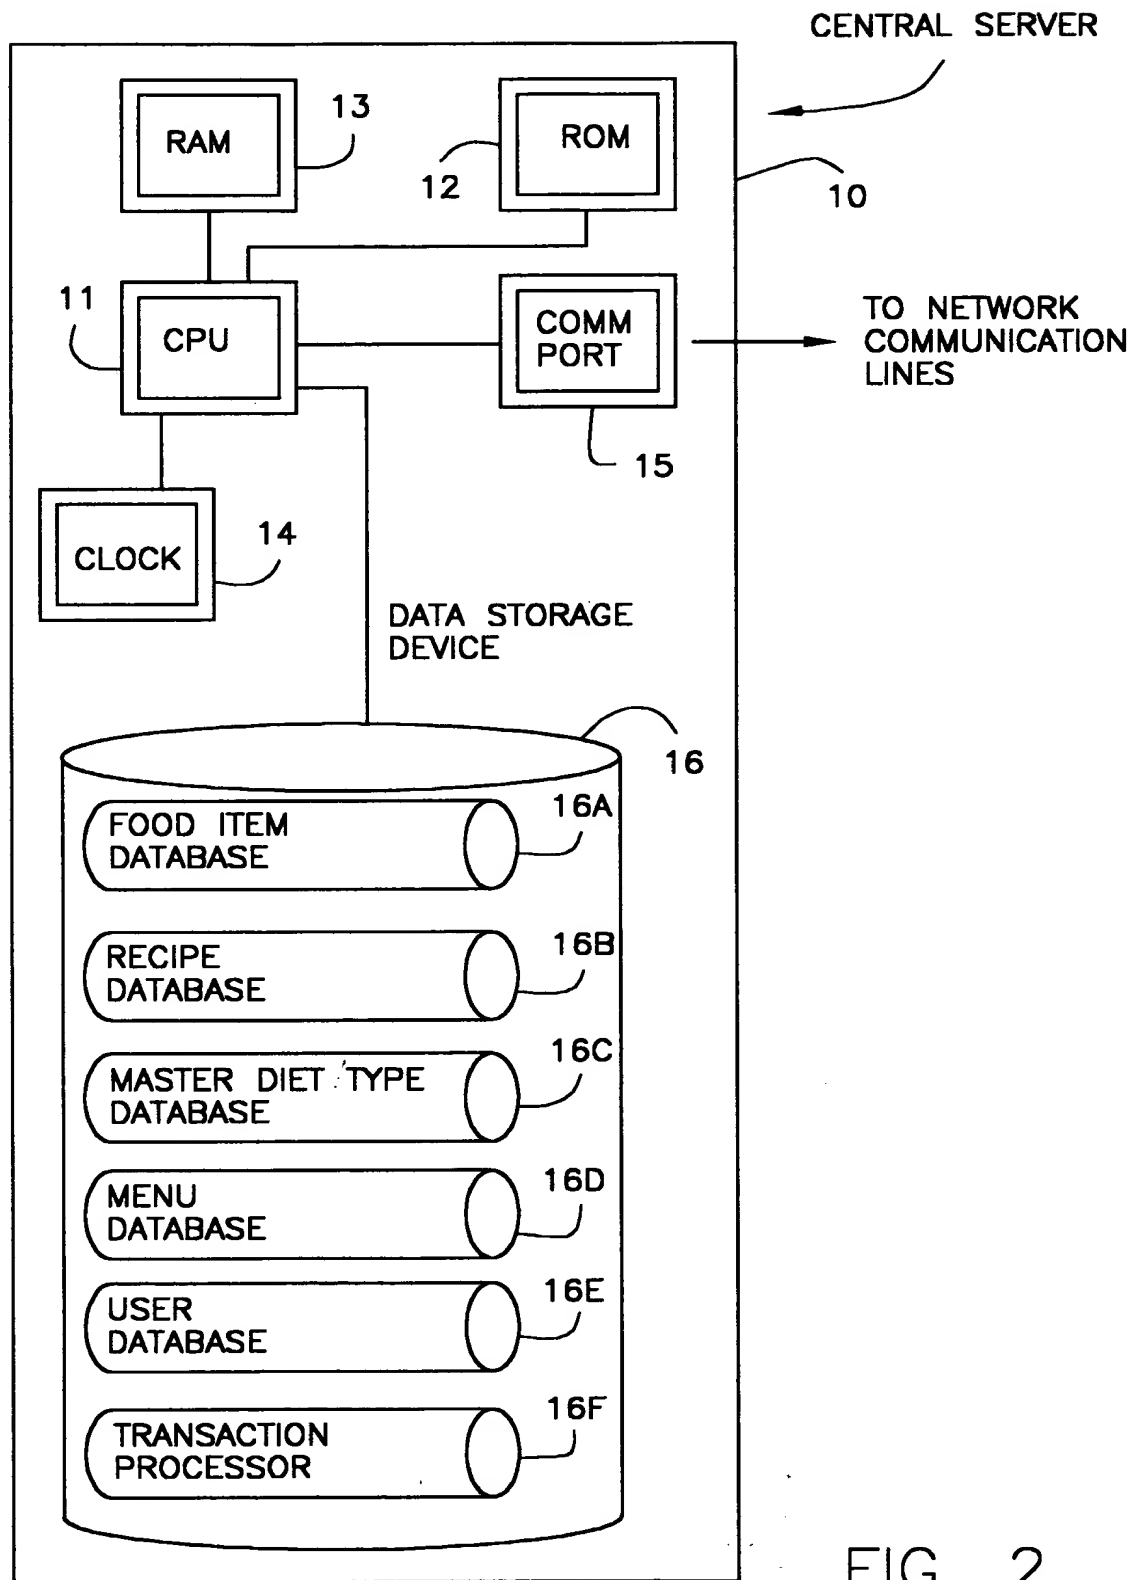 CENTRAL SERVER
RAM
13
ROM
12
10
11
CPU
COMM
PORT
TO NETWORK
COMMUNICATION
LINES
15
CLOCK
14
DATA STORAGE
DEVICE
16
FOOD ITEM
DATABASE
16A
RECIPE
DATABASE
16B
MASTER DIET TYPE
DATABASE
16C
MENU
DATABASE
16D
USER
DATABASE
16E
TRANSACTION
PROCESSOR
16F
FIG. 2